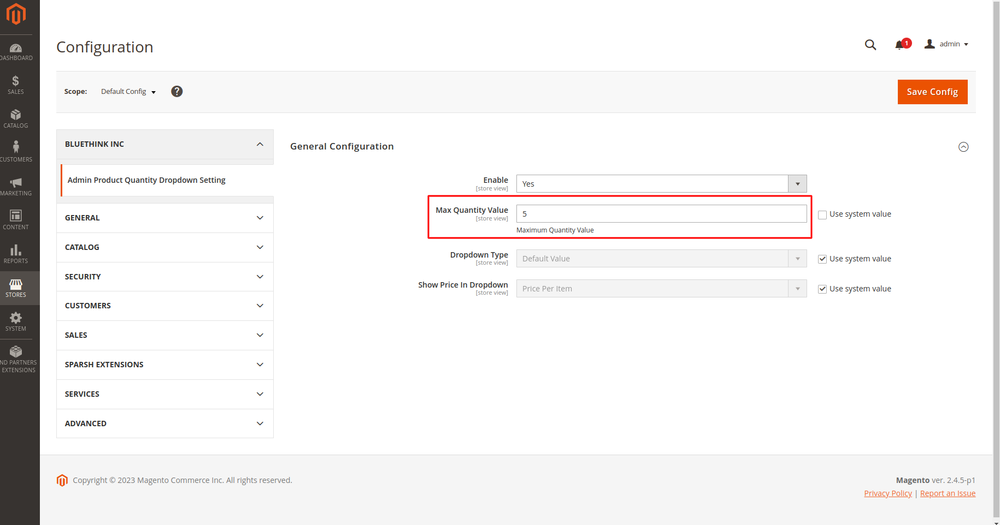 DASHBOARD
SALES
CATALOG
CUSTOMERS
MARKETING
CONTENT
REPORTS
STORES
SYSTEM
ND PARTNERS
EXTENSIONS
Configuration
1
admin
Scope: Default Config ?
Save Config
BLUETHINK INC
Admin Product Quantity Dropdown Setting
GENERAL
CATALOG
SECURITY
CUSTOMERS
SALES
SPARSH EXTENSIONS
SERVICES
ADVANCED
General Configuration
Enable
[store view]
Yes
Max Quantity Value
[store view]
5
Use system value
Maximum Quantity Value
Dropdown Type
[store view]
Default Value
Use system value
Show Price In Dropdown
[store view]
Price Per Item
Use system value
Copyright © 2023 Magento Commerce Inc. All rights reserved.
Magento ver. 2.4.5-p1
Privacy Policy | Report an Issue